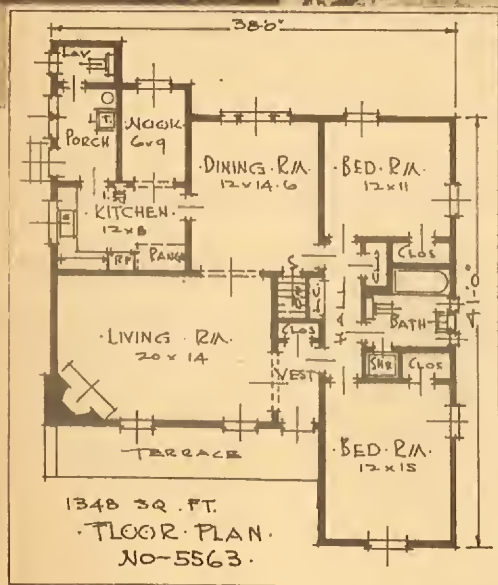 38'-0"
LAV
PORCH
T.
NOOK
6x9
DINING · RM
12 x 14-6
BED · RM
12 x 11
KITCHEN
12 x 8
CLOS
BATH
CLOS
LIVING RM
20 x 14
VEST
SHR
CLOS
HALL
BED · RM
12 x 15
TERRACE
1348 SQ. FT.
· FLOOR · PLAN ·
NO-5563 ·